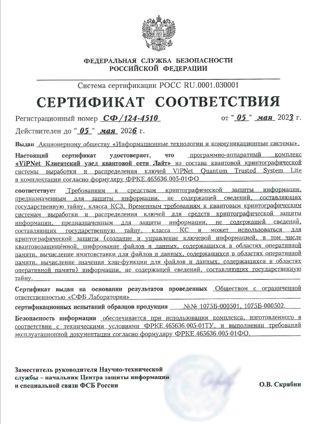 ФЕДЕРАЛЬНАЯ СЛУЖБА БЕЗОПАСНОСТИ
РОССИЙСКОЙ ФЕДЕРАЦИИ
Система сертификации РОСС RU.0001.030001
СЕРТИФИКАТ СООТВЕТСТВИЯ
Регистрационный номер СФ/124-4510 от "05" мая 2023 г.
Действителен до "05" мая 2026 г.
Выдан Акционерному обществу «Информационные технологии и коммуникационные системы».
Настоящий сертификат удостоверяет, что программно-аппаратный комплекс
«ViPNet Клиентский узел квантовой сети Лайт» из состава квантовой криптографической
системы выработки и распределения ключей ViPNet Quantum Trusted System Lite
в комплектации согласно формуляру ФРКЕ.465636.005-01ФО
соответствует Требованиям к средствам криптографической защиты информации,
предназначенным для защиты информации, не содержащей сведений, составляющих
государственную тайну, класса КС3, Временным требованиям к квантовым криптографическим
системам выработки и распределения ключей для средств криптографической защиты
информации, предназначенных для защиты информации, не содержащей сведений,
составляющих государственную тайну, класса КС и может использоваться для
криптографической защиты (создание и управление ключевой информацией, в том числе
квантовозащищённой, шифрование файлов и данных, содержащихся в областях оперативной
памяти, вычисление имитовставки для файлов и данных, содержащихся в областях оперативной
памяти, вычисление значения хэш-функции для файлов и данных, содержащихся в областях
оперативной памяти) информации, не содержащей сведений, составляющих государственную
тайну.
Сертификат выдан на основании результатов проведенных Обществом с ограниченной
ответственностью «СФБ Лаборатория»
сертификационных испытаний образцов продукции №№ 1075Б-000501, 1075Б-000502.
Безопасность информации обеспечивается при использовании комплекса, изготовленного в
соответствии с техническими условиями ФРКЕ.465636.005-01ТУ, и выполнении требований
эксплуатационной документации согласно формуляру ФРКЕ.465636.005-01ФО.
Заместитель руководителя Научно-технической
службы – начальник Центра защиты информации
и специальной связи ФСБ России О.В. Скрябин